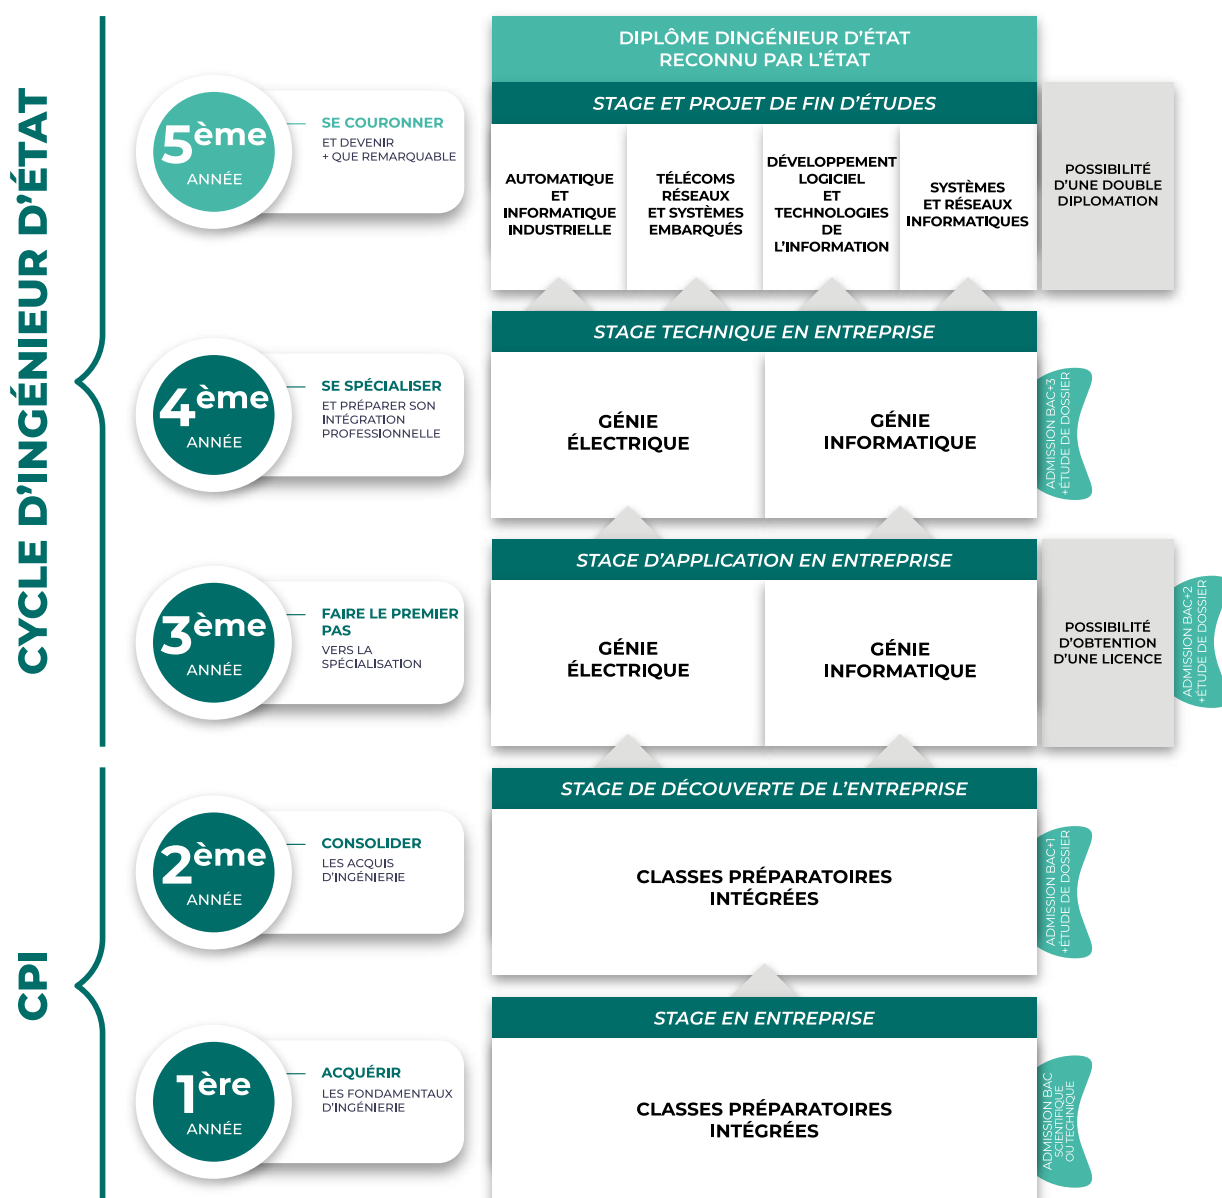 CYCLE D'INGÉNIEUR D'ÉTAT
DIPLÔME DINGÉNIEUR D'ÉTAT
RECONNU PAR L'ÉTAT
STAGE ET PROJET DE FIN D'ÉTUDES
5ème
ANNÉE
SE COURONNER
ET DEVENIR
+ QUE REMARQUABLE
AUTOMATIQUE
ET
INFORMATIQUE
INDUSTRIELLE
TÉLÉCOMS
RÉSEAUX
ET SYSTÈMES
EMBARQUÉS
DÉVELOPPEMENT
LOGICIEL
ET
TECHNOLOGIES
DE
L'INFORMATION
SYSTÈMES
ET RÉSEAUX
INFORMATIQUES
POSSIBILITÉ
D'UNE DOUBLE
DIPLOMATION
STAGE TECHNIQUE EN ENTREPRISE
4ème
ANNÉE
SE SPÉCIALISER
ET PRÉPARER SON
INTÉGRATION
PROFESSIONNELLE
GÉNIE
ÉLECTRIQUE
GÉNIE
INFORMATIQUE
ADMISSION BAC+3
+ÉTUDE DE DOSSIER
STAGE D'APPLICATION EN ENTREPRISE
3ème
ANNÉE
FAIRE LE PREMIER
PAS
VERS LA
SPÉCIALISATION
GÉNIE
ÉLECTRIQUE
GÉNIE
INFORMATIQUE
POSSIBILITÉ
D'OBTENTION
D'UNE LICENCE
ADMISSION BAC+2
+ÉTUDE DE DOSSIER
CPI
STAGE DE DÉCOUVERTE DE L'ENTREPRISE
2ème
ANNÉE
CONSOLIDER
LES ACQUIS
D'INGÉNIERIE
CLASSES PRÉPARATOIRES
INTÉGRÉES
ADMISSION BAC+1
+ÉTUDE DE DOSSIER
STAGE EN ENTREPRISE
1ère
ANNÉE
ACQUÉRIR
LES FONDAMENTAUX
D'INGÉNIERIE
CLASSES PRÉPARATOIRES
INTÉGRÉES
ADMISSION BAC
SCIENTIFIQUE
OU TECHNIQUE